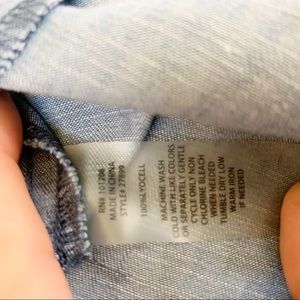 RN# 101286
MADE IN CHINA
STYLE# 27899
100%LYOCELL
MACHINE WASH
COLD WITH LIKE COLORS
OR SEPARATELY GENTLE
CYCLE ONLY NON
CHLORINE BLEACH
WHEN NEEDED
TUMBLE DRY LOW
WARM IRON
IF NEEDED